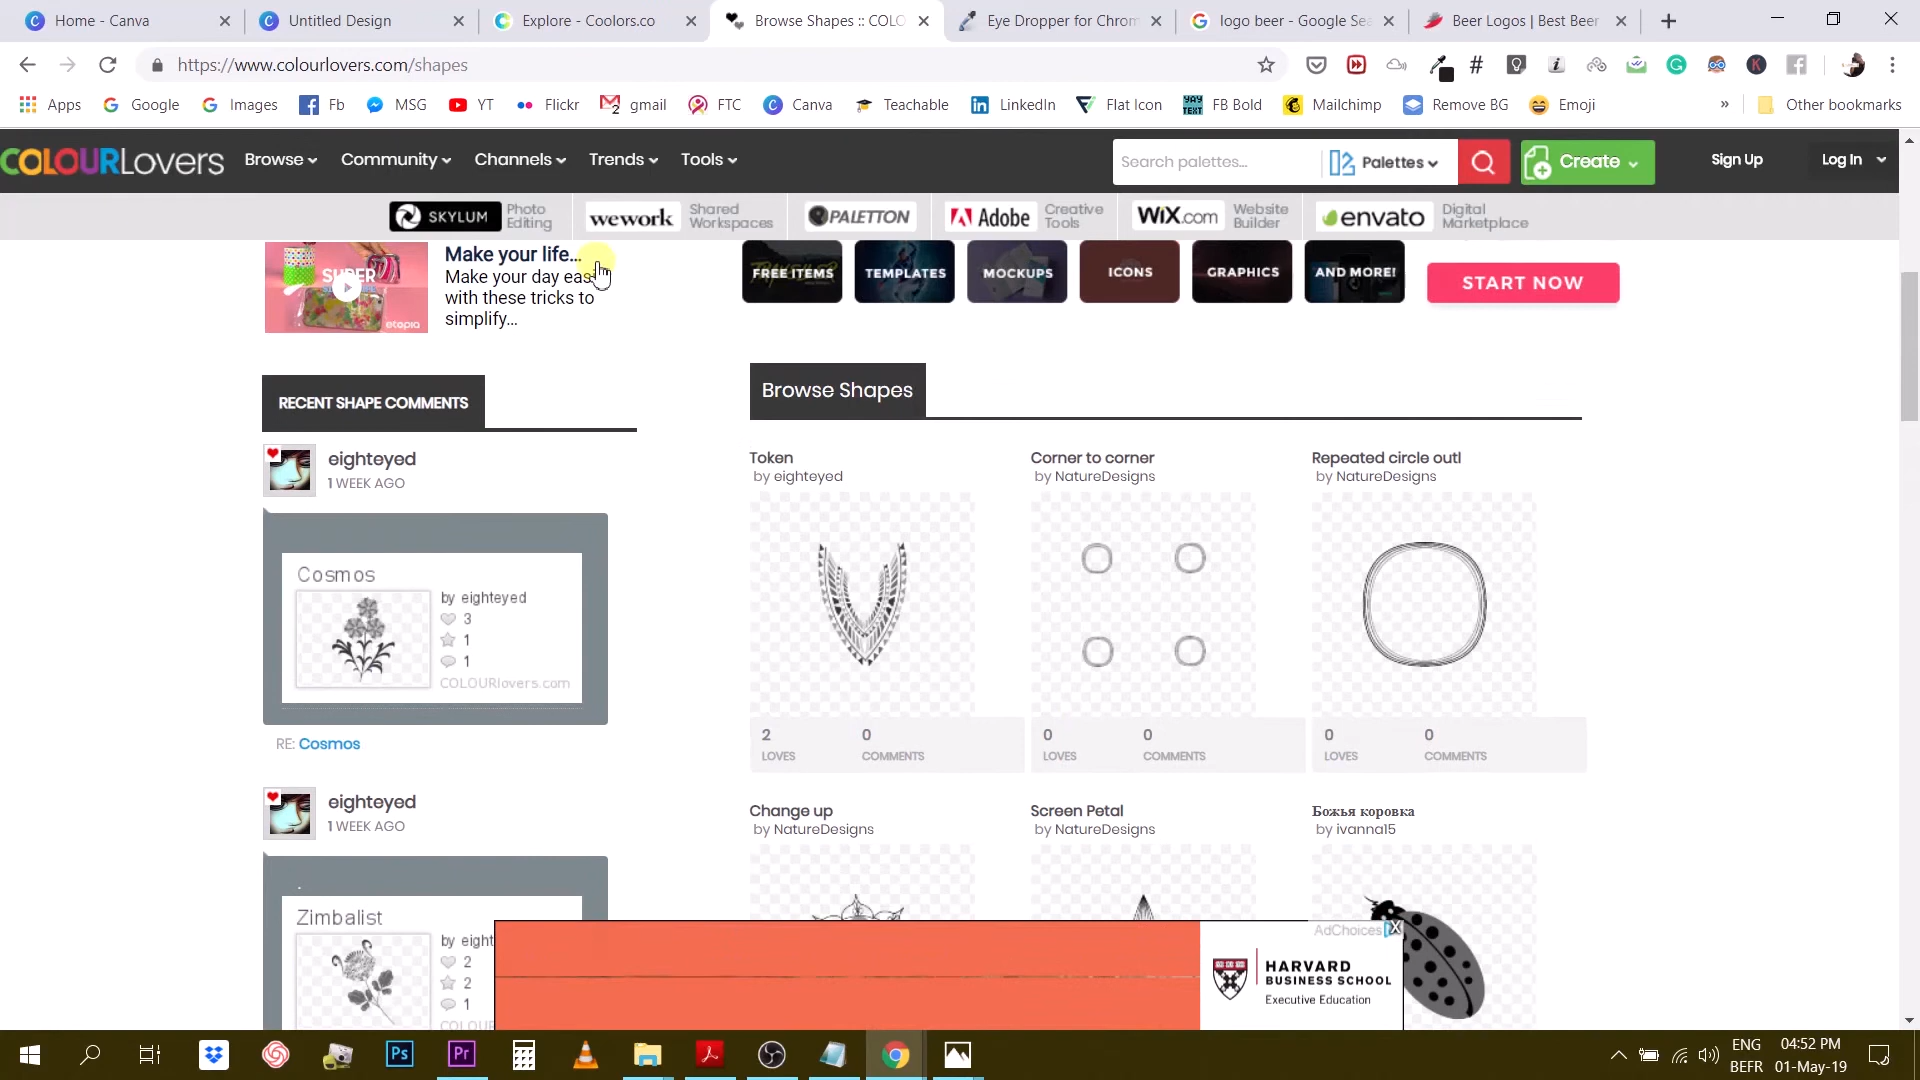 Home - Canva
Untitled Design
Explore - Coolors.co
Browse Shapes :: COLO
Eye Dropper for Chrom
logo beer - Google Sea
Beer Logos | Best Beer
https://www.colourlovers.com/shapes
Apps
Google
Images
Fb
MSG
YT
Flickr
gmail
FTC
Canva
Teachable
LinkedIn
Flat Icon
FB Bold
Mailchimp
Remove BG
Emoji
»
Other bookmarks
COLOURLovers
Browse
Community
Channels
Trends
Tools
Search palettes...
Palettes
Create
Sign Up
Log In
SKYLUM
Photo
Editing
wework
Shared
Workspaces
PALETTON
Adobe
Creative
Tools
WiX.com
Website
Builder
envato
Digital
Marketplace
SUPER
etopia
Make your life...
Make your day eas
with these tricks to
simplify...
FREE ITEMS
TEMPLATES
MOCKUPS
ICONS
GRAPHICS
AND MORE!
START NOW
RECENT SHAPE COMMENTS
eighteyed
1 WEEK AGO
Cosmos
by eighteyed
3
1
1
COLOURlovers.com
RE: Cosmos
eighteyed
1 WEEK AGO
Zimbalist
by eight
2
2
1
COLOUR
Browse Shapes
Token
by eighteyed
2
LOVES
0
COMMENTS
Corner to corner
by NatureDesigns
0
LOVES
0
COMMENTS
Repeated circle outl
by NatureDesigns
0
LOVES
0
COMMENTS
Change up
by NatureDesigns
Screen Petal
by NatureDesigns
Божья коровка
by ivanna15
AdChoices
X
HARVARD
BUSINESS SCHOOL
Executive Education
Ps
Pr
ENG
BEFR
04:52 PM
01-May-19